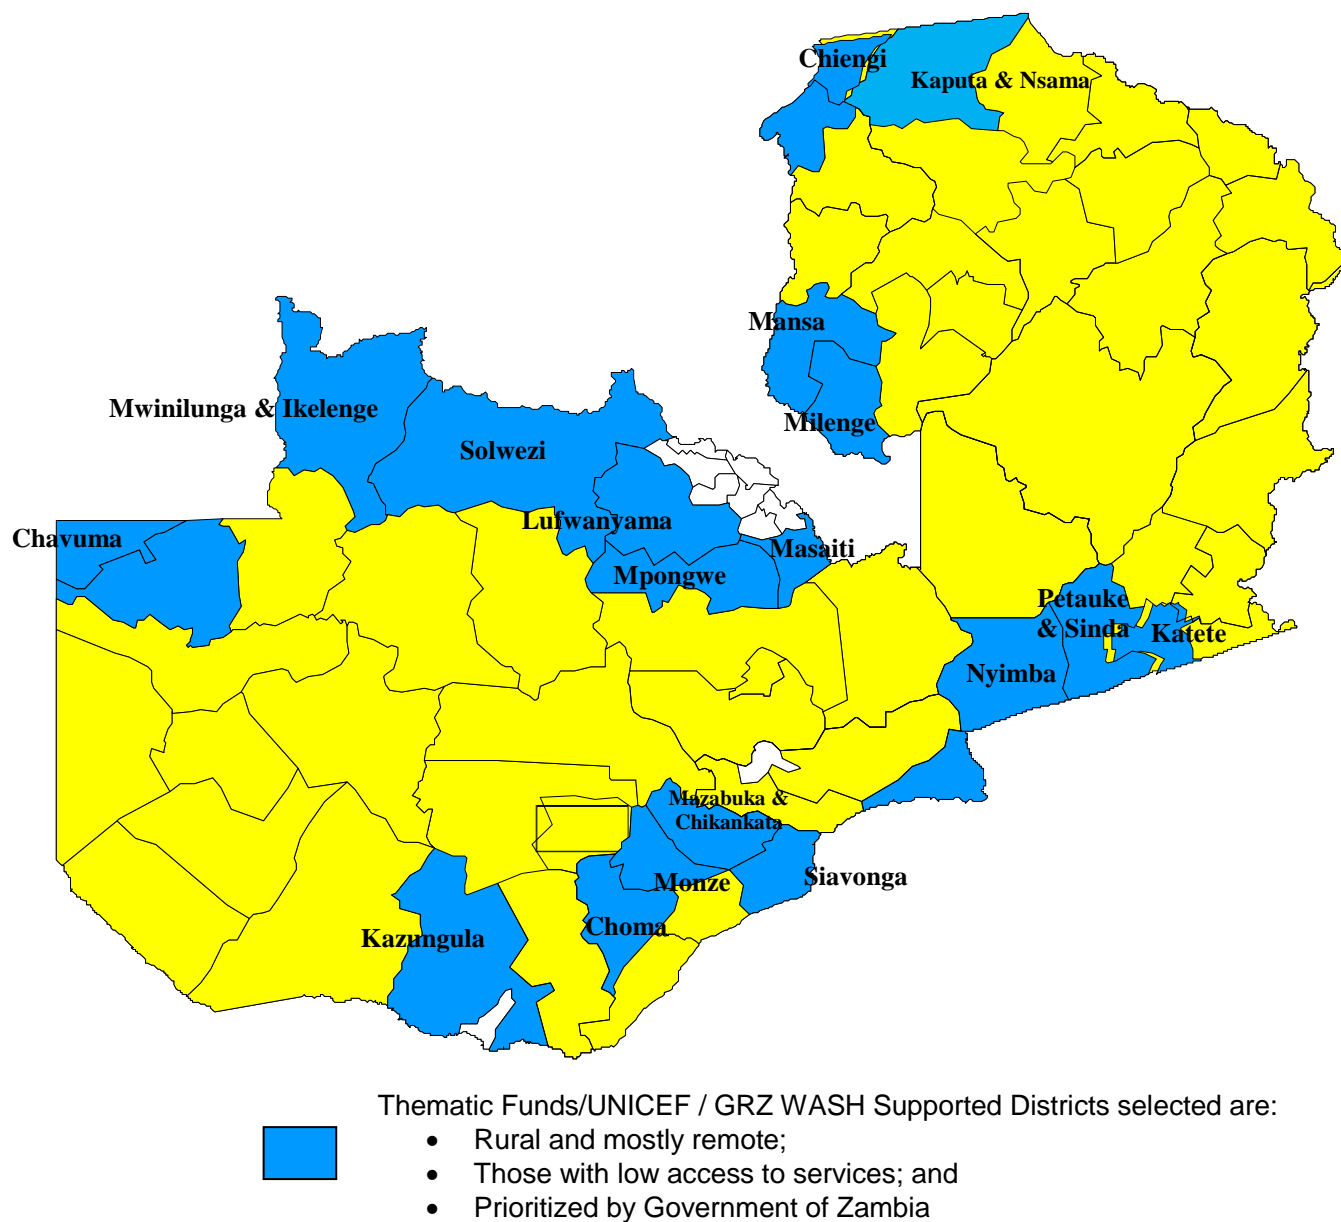 Chiengi
Kaputa & Nsama
Mansa
Milenge
Mwinilunga & Ikelenge
Solwezi
Lufwanyama
Chavuma
Masaiti
Mpongwe
Petauke
& Sinda
Katete
Nyimba
Mazabuka &
Chikankata
Monze
Siavonga
Choma
Kazungula
Thematic Funds/UNICEF / GRZ WASH Supported Districts selected are:
• Rural and mostly remote;
• Those with low access to services; and
• Prioritized by Government of Zambia